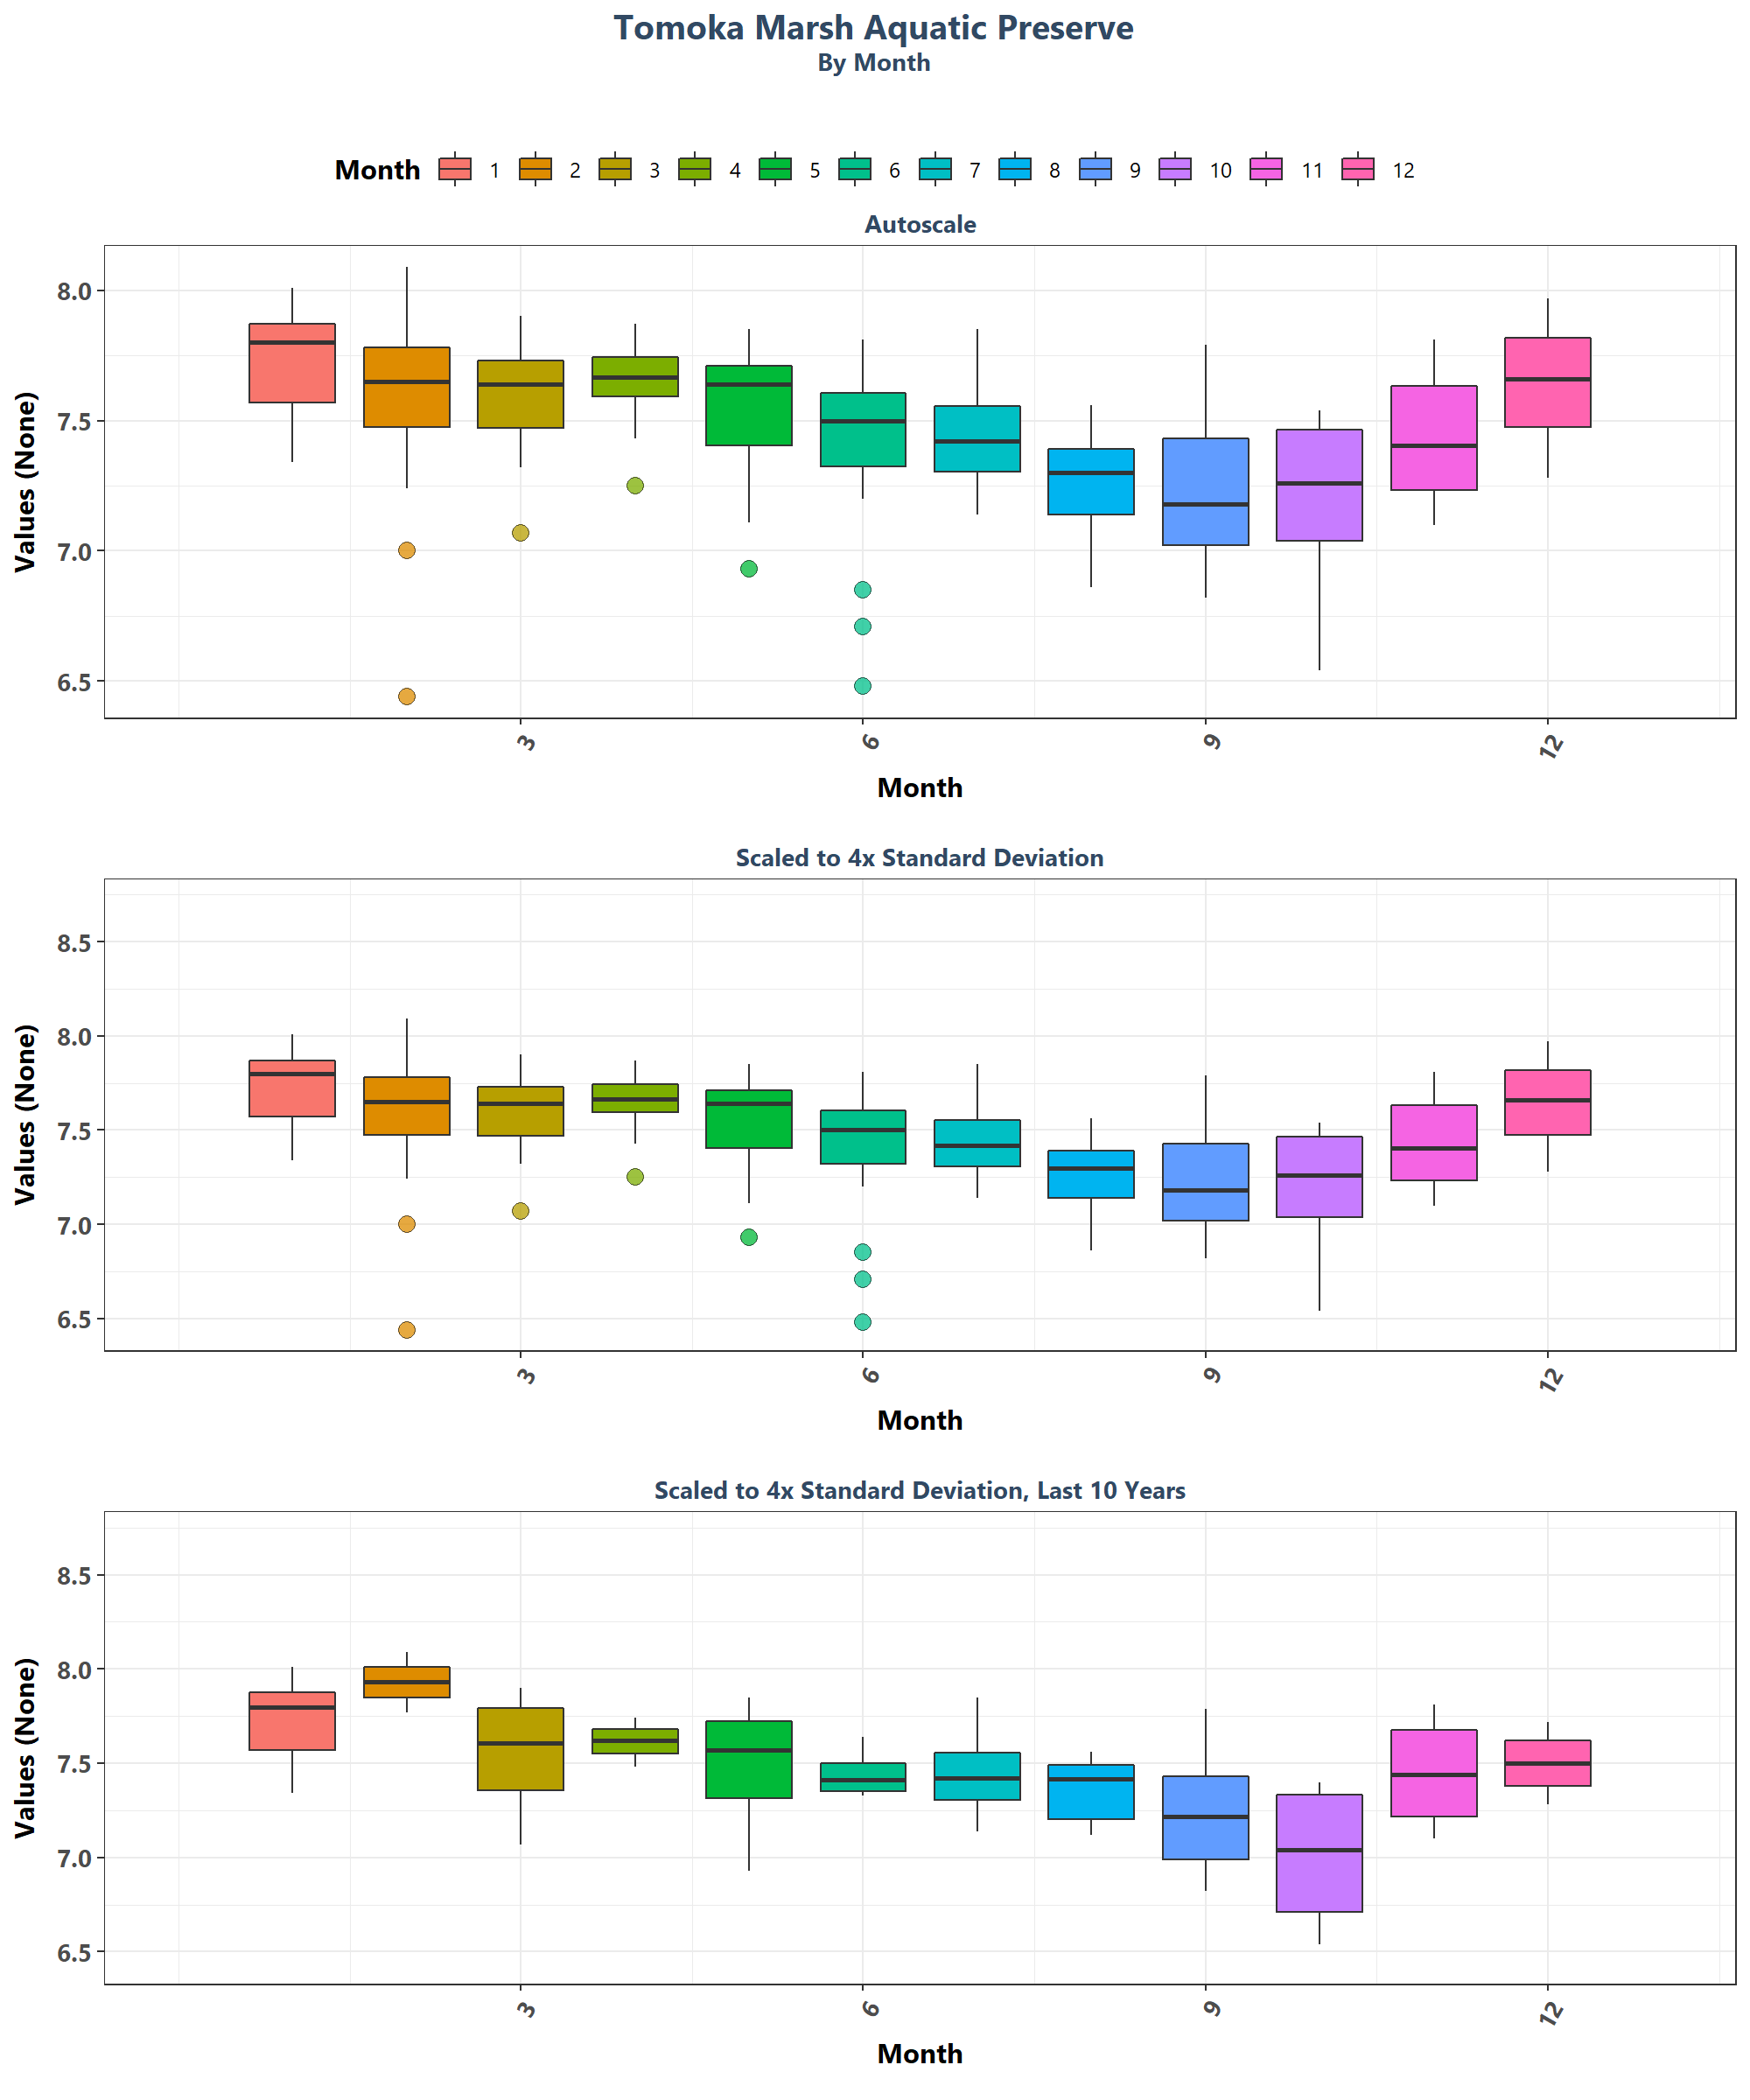 Tomoka Marsh Aquatic Preserve
By Month
Month 1 2 3 4 5 6 7 8 9 10 11 12
Autoscale
Values (None)
8.0
7.5
7.0
6.5
3 6 9 12
Month
Scaled to 4x Standard Deviation
Values (None)
8.5
8.0
7.5
7.0
6.5
3 6 9 12
Month
Scaled to 4x Standard Deviation, Last 10 Years
Values (None)
8.5
8.0
7.5
7.0
6.5
3 6 9 12
Month